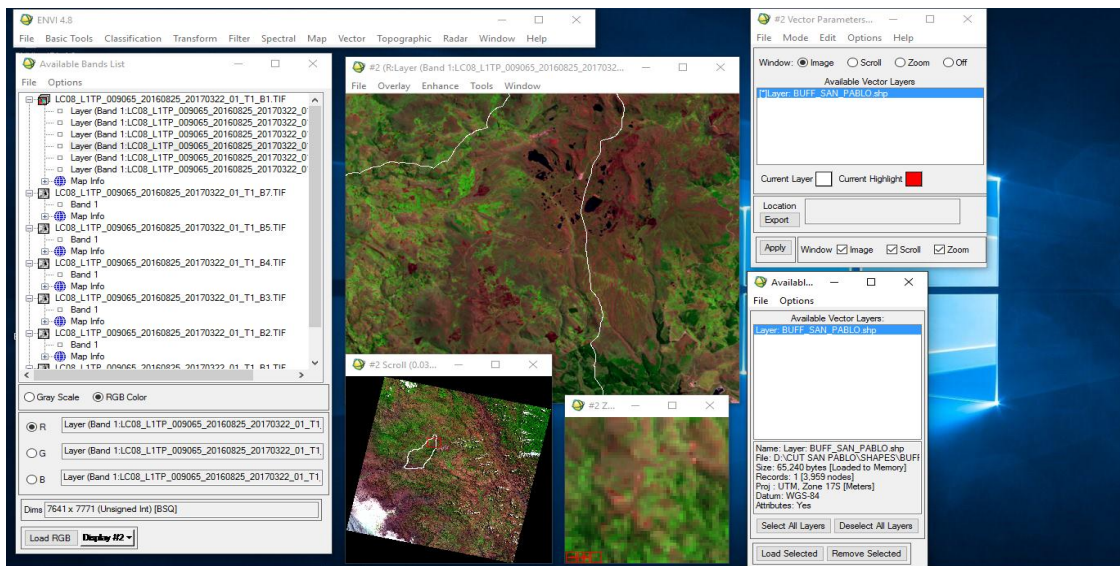 ENVI 4.8
File Basic Tools Classification Transform Filter Spectral Map Vector Topographic Radar Window Help
Available Bands List
File Options
LC08_L1TP_009065_20160825_20170322_01_T1_B1.TIF
Layer (Band 1:LC08_L1TP_009065_20160825_20170322_0
Layer (Band 1:LC08_L1TP_009065_20160825_20170322_0
Layer (Band 1:LC08_L1TP_009065_20160825_20170322_01
Layer (Band 1:LC08_L1TP_009065_20160825_20170322_01
Layer (Band 1:LC08_L1TP_009065_20160825_20170322_01
Map Info
LC08_L1TP_009065_20160825_20170322_01_T1_B7.TIF
Band 1
Map Info
LC08_L1TP_009065_20160825_20170322_01_T1_B5.TIF
Band 1
Map Info
LC08_L1TP_009065_20160825_20170322_01_T1_B4.TIF
Band 1
Map Info
LC08_L1TP_009065_20160825_20170322_01_T1_B3.TIF
Band 1
Map Info
LC08_L1TP_009065_20160825_20170322_01_T1_B2.TIF
Band 1
Map Info
Gray Scale RGB Color
R Layer (Band 1:LC08_L1TP_009065_20160825_20170322_01_T1_
G Layer (Band 1:LC08_L1TP_009065_20160825_20170322_01_T1_
B Layer (Band 1:LC08_L1TP_009065_20160825_20170322_01_T1_
Dims 7641 x 7771 (Unsigned Int) [BSQ]
Load RGB Display #2
#2 (R:Layer (Band 1:LC08_L1TP_009065_20160825_2017032...
File Overlay Enhance Tools Window
#2 Scroll (0.03...
#2 Z...
#2 Vector Parameters...
File Mode Edit Options Help
Window: Image Scroll Zoom Off
Available Vector Layers
[*]Layer: BUFF_SAN_PABLO.shp
Current Layer Current Highlight
Location
Export
Apply Window Image Scroll Zoom
Availabl...
File Options
Available Vector Layers:
Layer: BUFF_SAN_PABLO.shp
Name: Layer: BUFF_SAN_PABLO.shp
File: D:\CUT SAN PABLO\SHAPES\BUFF
Size: 65,240 bytes [Loaded to Memory]
Records: 1 [3,959 nodes]
Proj : UTM, Zone 17S [Meters]
Datum: WGS-84
Attributes: Yes
Select All Layers Deselect All Layers
Load Selected Remove Selected